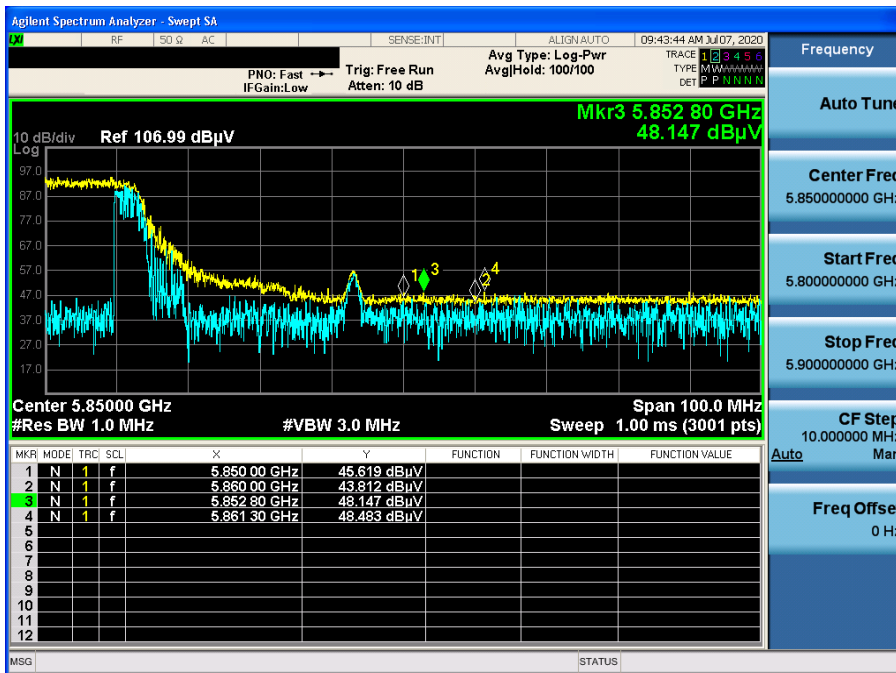 Agilent Spectrum Analyzer - Swept SA
LXI RF 50 Ω AC SENSE:INT ALIGN AUTO 09:43:44 AM Jul 07, 2020
PNO: Fast IFGain:Low
Trig: Free Run
Atten: 10 dB
Avg Type: Log-Pwr
Avg|Hold: 100/100
TRACE 1 2 3 4 5 6
TYPE MWWWWW
DET P P N N N N
Mkr3 5.852 80 GHz
48.147 dBµV
10 dB/div Ref 106.99 dBµV
Log
97.0
87.0
77.0
67.0
57.0
47.0
37.0
27.0
17.0
1 3 2 4
Center 5.85000 GHz Span 100.0 MHz
#Res BW 1.0 MHz #VBW 3.0 MHz Sweep 1.00 ms (3001 pts)
MKR MODE TRC SCL X Y FUNCTION FUNCTION WIDTH FUNCTION VALUE
1 N 1 f 5.850 00 GHz 45.619 dBµV
2 N 1 f 5.860 00 GHz 43.812 dBµV
3 N 1 f 5.852 80 GHz 48.147 dBµV
4 N 1 f 5.861 30 GHz 48.483 dBµV
5
6
7
8
9
10
11
12
MSG STATUS
Frequency
Auto Tune
Center Freq
5.850000000 GHz
Start Freq
5.800000000 GHz
Stop Freq
5.900000000 GHz
CF Step
10.000000 MHz
Auto Man
Freq Offset
0 Hz